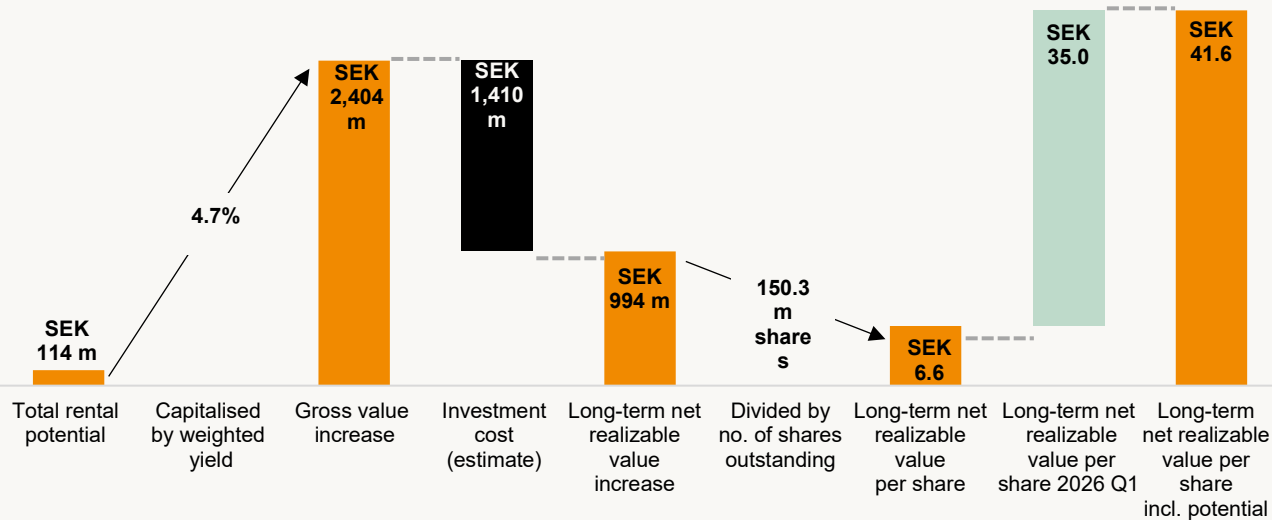 SEK
114 m
4.7%
SEK
2,404
m
SEK
1,410
m
SEK
994 m
150.3
m
share
s
SEK
6.6
SEK
35.0
SEK
41.6
Total rental
potential
Capitalised
by weighted
yield
Gross value
increase
Investment
cost
(estimate)
Long-term net
realizable
value
increase
Divided by
no. of shares
outstanding
Long-term net
realizable
value
per share
Long-term net
realizable
value per
share 2026 Q1
Long-term
net realizable
value per
share
incl. potential